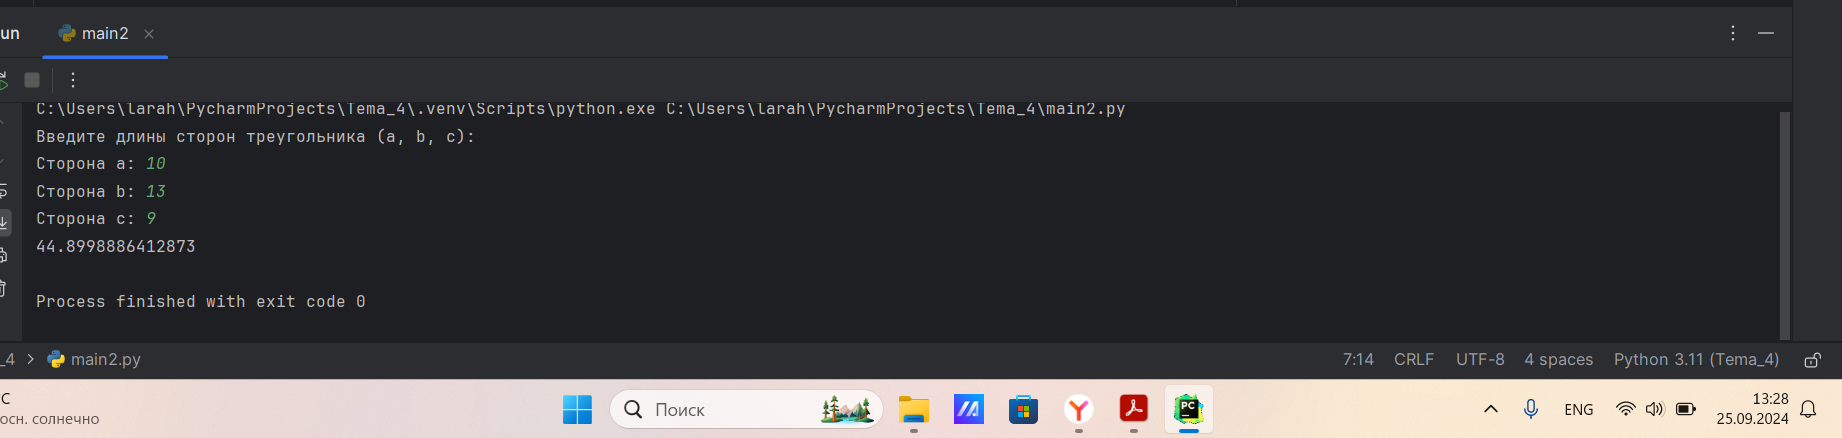 un main2
C:\Users\larah\PycharmProjects\Tema_4\.venv\Scripts\python.exe C:\Users\larah\PycharmProjects\Tema_4\main2.py
Введите длины сторон треугольника (a, b, c):
Сторона a: 10
Сторона b: 13
Сторона c: 9
44.8998886412873
Process finished with exit code 0
_4 > main2.py 7:14 CRLF UTF-8 4 spaces Python 3.11 (Tema_4)
°C
осн. солнечно
Поиск
PC
ENG
13:28
25.09.2024